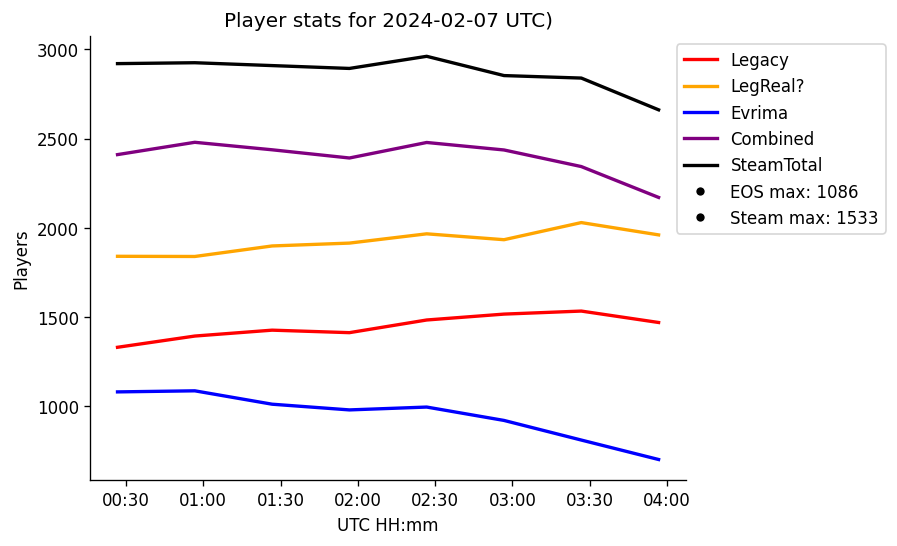 Player stats for 2024-02-07 UTC)
3000
2500
2000
1500
1000
Players
00:30 01:00 01:30 02:00 02:30 03:00 03:30 04:00
UTC HH:mm
Legacy
LegReal?
Evrima
Combined
SteamTotal
EOS max: 1086
Steam max: 1533